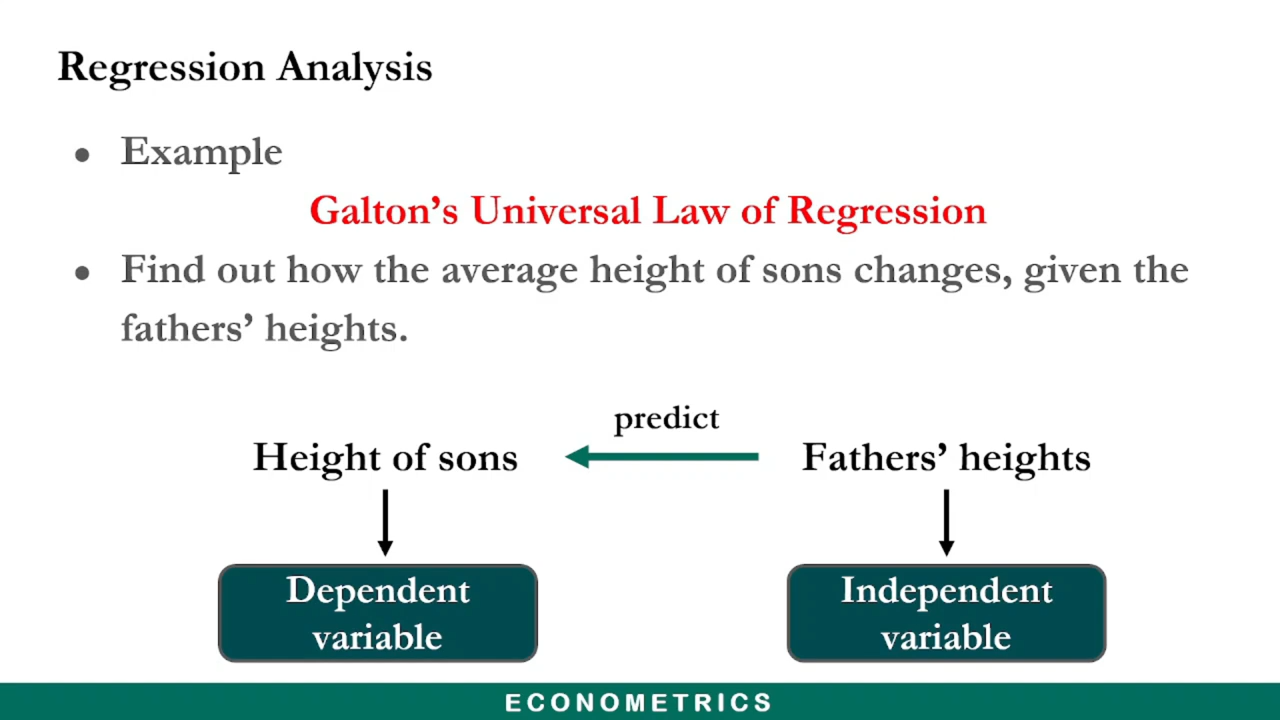 Regression Analysis
● Example
Galton’s Universal Law of Regression
● Find out how the average height of sons changes, given the
fathers’ heights.
predict
Height of sons
Fathers’ heights
Dependent
variable
Independent
variable
ECONOMETRICS